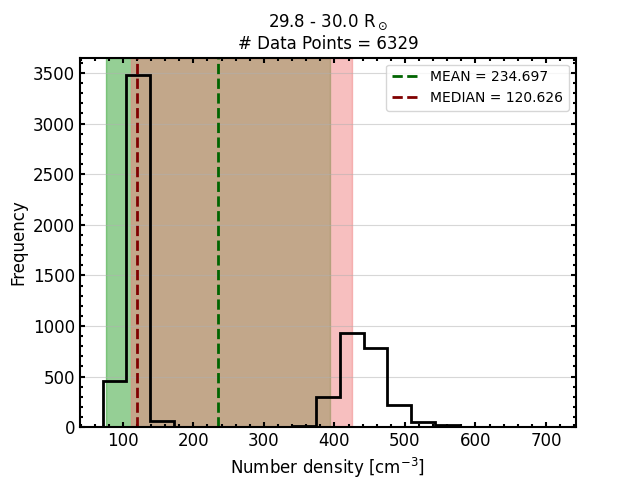 29.8 - 30.0 R⊙
# Data Points = 6329
MEAN = 234.697
MEDIAN = 120.626
Frequency
3500
3000
2500
2000
1500
1000
500
0
100 200 300 400 500 600 700
Number density [cm⁻³]